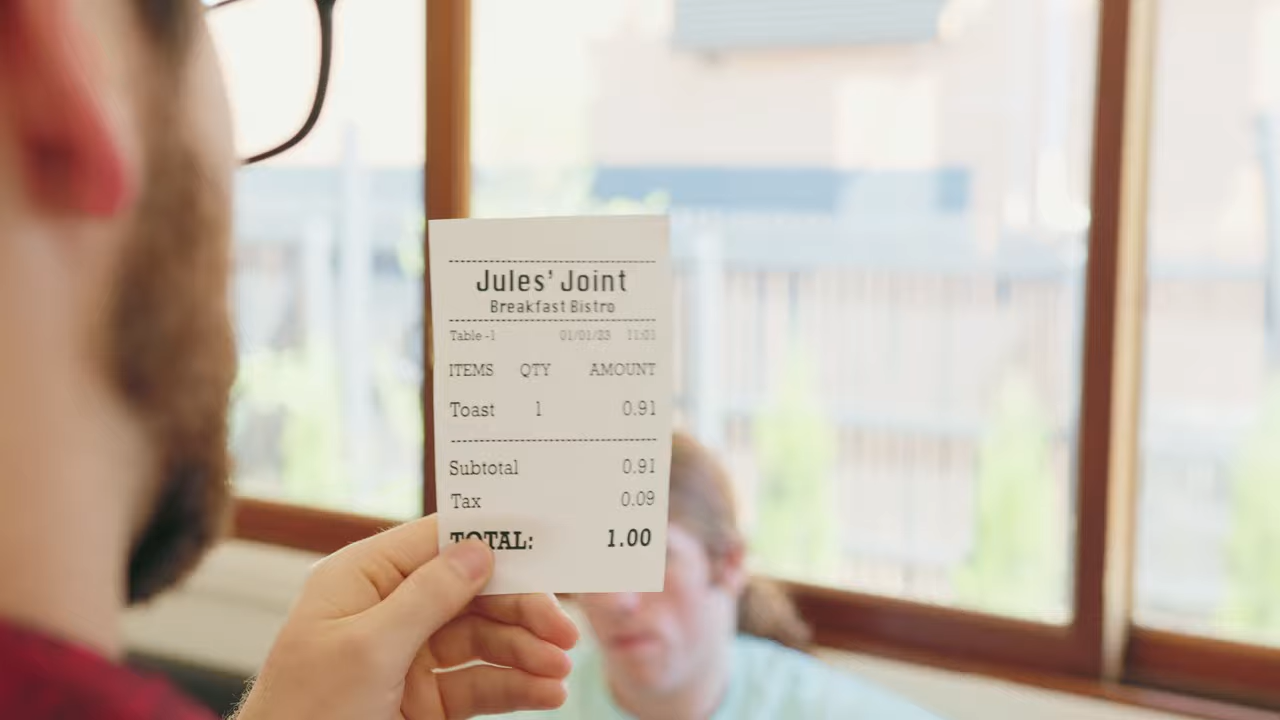 Jules' Joint
Breakfast Bistro
Table -1 01/01/23 11:01
ITEMS QTY AMOUNT
Toast 1 0.91
Subtotal 0.91
Tax 0.09
TOTAL: 1.00